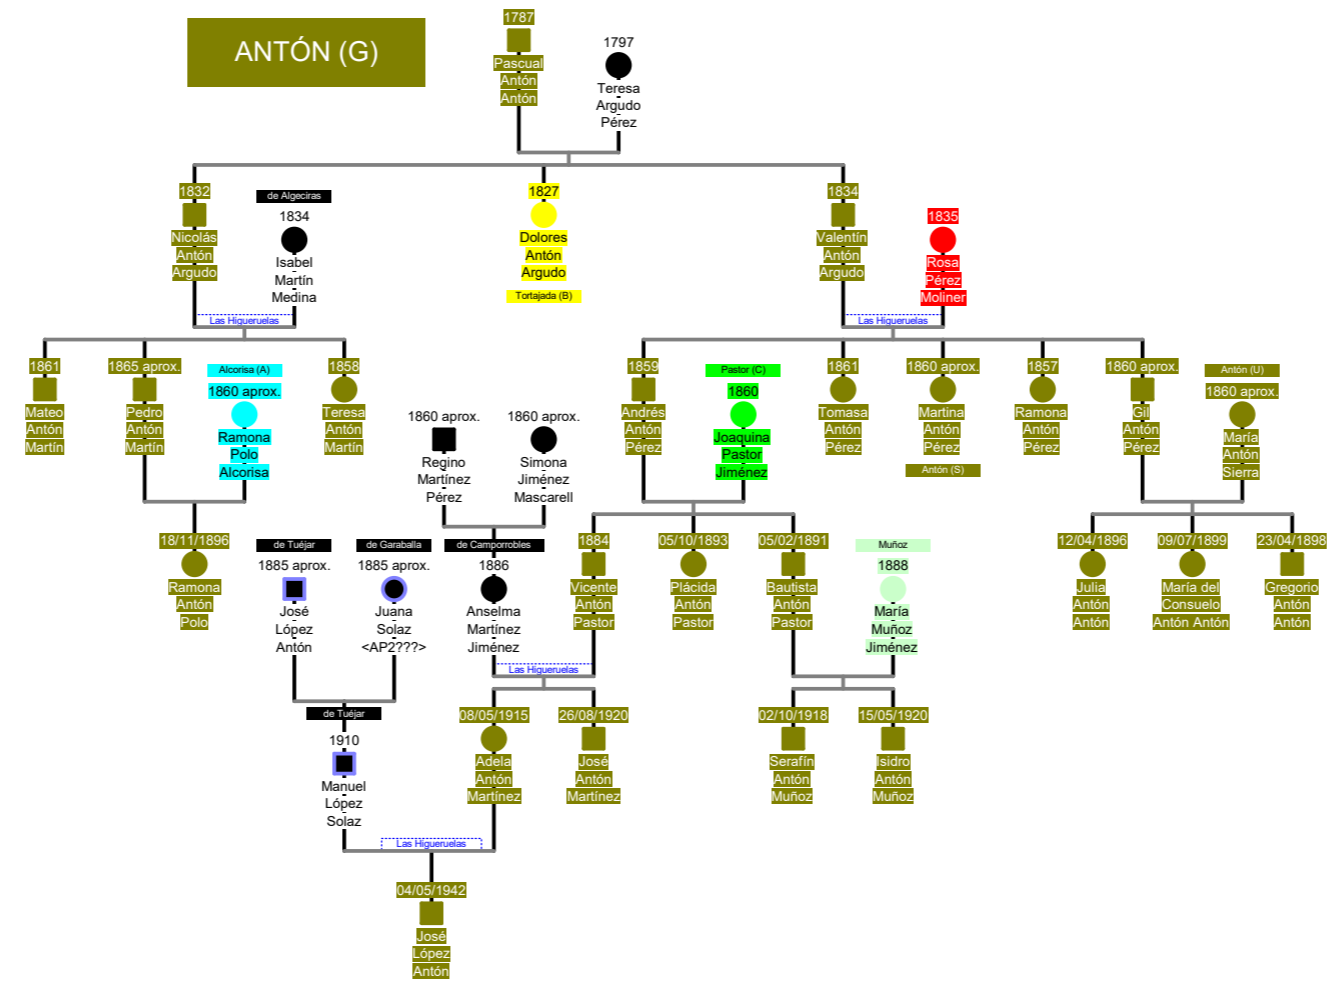 ANTÓN (G)
1787
Pascual
Antón
Antón
1797
Teresa
Argudo
Pérez
1832
Nicolás
Antón
Argudo
de Algeciras
1834
Isabel
Martín
Medina
1827
Dolores
Antón
Argudo
Tortajada (B)
1834
Valentín
Antón
Argudo
1835
Rosa
Pérez
Moliner
Las Higueruelas
Las Higueruelas
1861
Mateo
Antón
Martín
1865 aprox.
Pedro
Antón
Martín
Alcorisa (A)
1860 aprox.
Ramona
Polo
Alcorisa
1858
Teresa
Antón
Martín
1860 aprox.
Regino
Martínez
Pérez
1860 aprox.
Simona
Jiménez
Mascarell
1859
Andrés
Antón
Pérez
Pastor (C)
1860
Joaquina
Pastor
Jiménez
1861
Tomasa
Antón
Pérez
1860 aprox.
Martina
Antón
Pérez
Antón (S)
1857
Ramona
Antón
Pérez
1860 aprox.
Gil
Antón
Pérez
Antón (U)
1860 aprox.
María
Antón
Sierra
18/11/1896
Ramona
Antón
Polo
de Tuéjar
1885 aprox.
José
López
Antón
de Garaballa
1885 aprox.
Juana
Solaz
<AP2???>
de Camporrobles
1886
Anselma
Martínez
Jiménez
1884
Vicente
Antón
Pastor
05/10/1893
Plácida
Antón
Pastor
05/02/1891
Bautista
Antón
Pastor
Muñoz
1888
María
Muñoz
Jiménez
12/04/1896
Julia
Antón
Antón
09/07/1899
María del
Consuelo
Antón Antón
23/04/1898
Gregorio
Antón
Antón
Las Higueruelas
de Tuéjar
1910
Manuel
López
Solaz
08/05/1915
Adela
Antón
Martínez
26/08/1920
José
Antón
Martínez
02/10/1918
Serafín
Antón
Muñoz
15/05/1920
Isidro
Antón
Muñoz
Las Higueruelas
04/05/1942
José
López
Antón